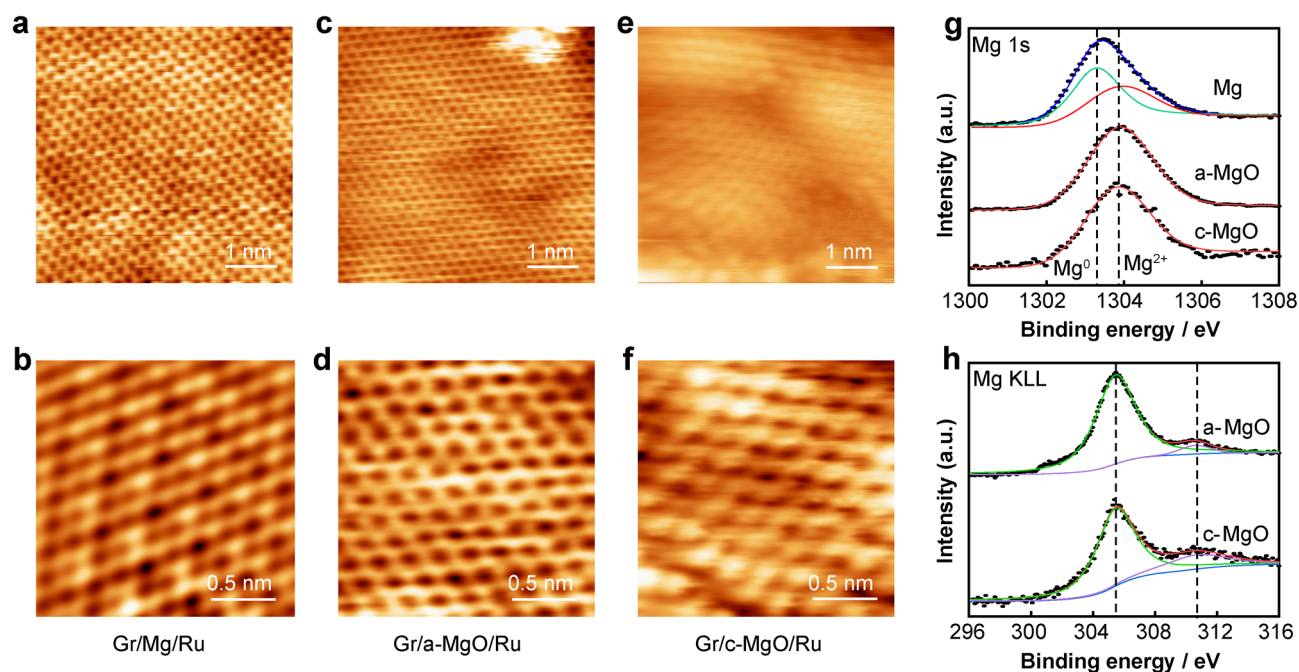 a
1 nm
b
0.5 nm
Gr/Mg/Ru
c
1 nm
d
0.5 nm
Gr/a-MgO/Ru
e
1 nm
f
0.5 nm
Gr/c-MgO/Ru
g
Mg 1s
Mg
a-MgO
c-MgO
Mg⁰
Mg²⁺
Intensity (a.u.)
1300 1302 1304 1306 1308
Binding energy / eV
h
Mg KLL
a-MgO
c-MgO
Intensity (a.u.)
296 300 304 308 312 316
Binding energy / eV